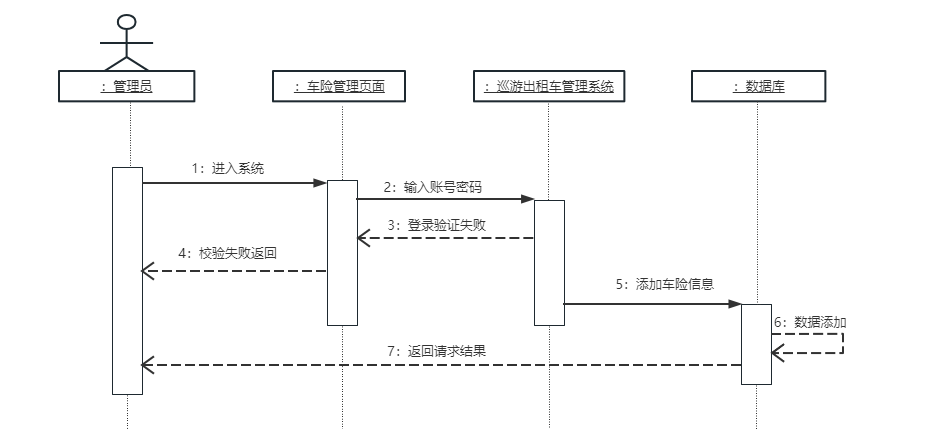 ：管理员
：车险管理页面
：巡游出租车管理系统
：数据库
1：进入系统
2：输入账号密码
3：登录验证失败
4：校验失败返回
5：添加车险信息
6：数据添加
7：返回请求结果